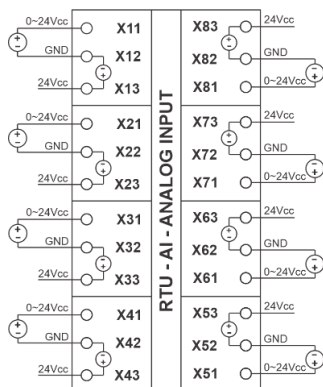 0~24Vcc X11 X83 24Vcc
GND X12 X82 GND
24Vcc X13 X81 0~24Vcc
0~24Vcc X21 X73 24Vcc
GND X22 X72 GND
24Vcc X23 X71 0~24Vcc
0~24Vcc X31 X63 24Vcc
GND X32 X62 GND
24Vcc X33 X61 0~24Vcc
0~24Vcc X41 X53 24Vcc
GND X42 X52 GND
24Vcc X43 X51 0~24Vcc
RTU - AI - ANALOG INPUT